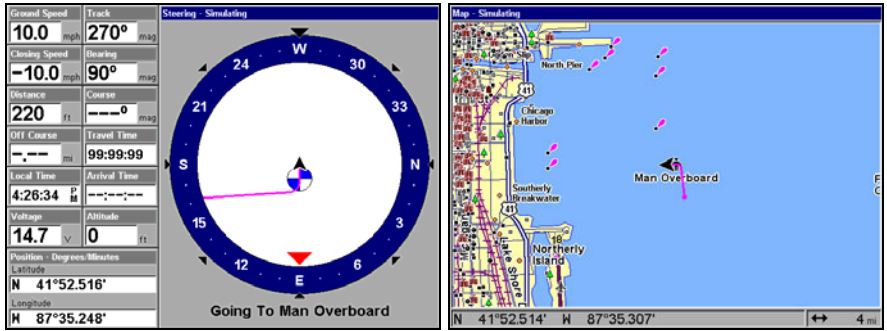 Ground Speed Track
10.0 mph 270° mag
Closing Speed Bearing
-10.0 mph 90° mag
Distance Course
220 ft ---° mag
Off Course Travel Time
-.-- mi 99:99:99
Local Time Arrival Time
4:26:34 PM --:--:--
Voltage Altitude
14.7 V 0 ft
Position - Degrees/Minutes
Latitude
N 41°52.516'
Longitude
W 87°35.248'
Steering - Simulating
W
24 30
21 33
S N
15 3
12 6
E
Going To Man Overboard
Map - Simulating
Slip
North Pier
41
Chicago
Harbor
Man Overboard
Southerly
Breakwater
41
18
Northerly
Island
Lake Shore
N 41°52.514' W 87°35.307' 4 mi